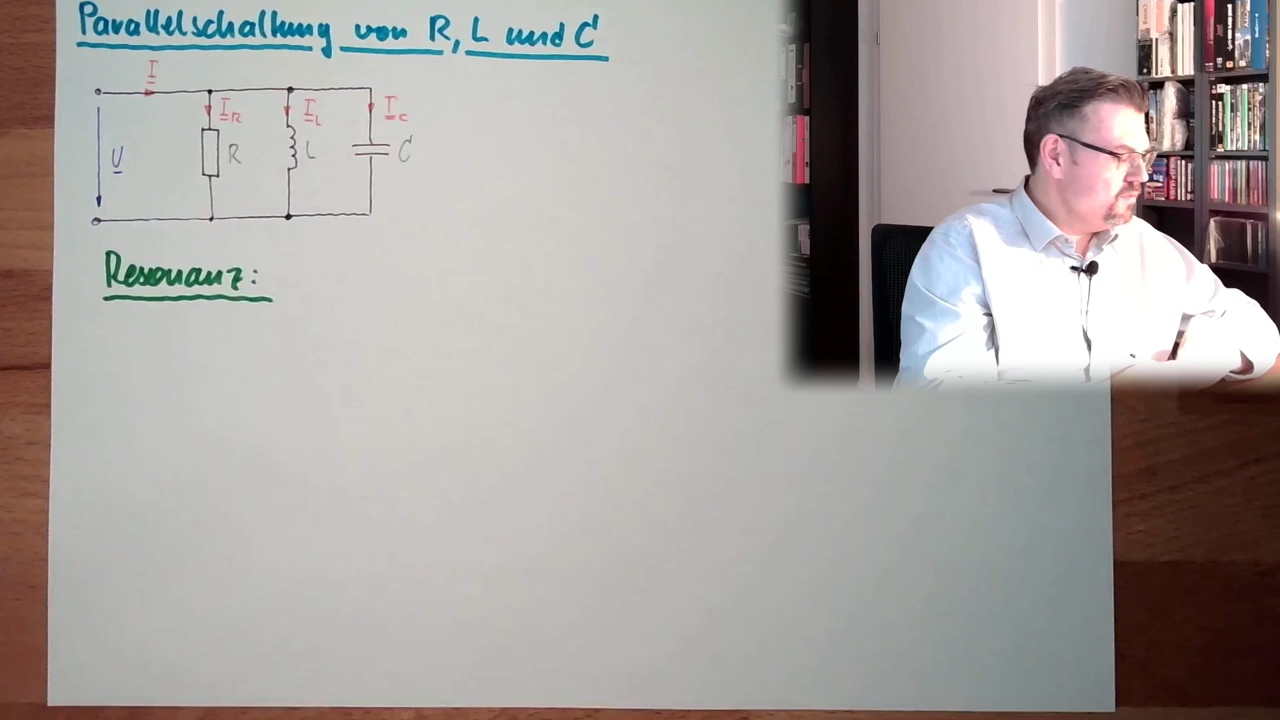 Parallelschaltung von R, L und C
I
I_R I_L I_C
U R L C
Resonanz: